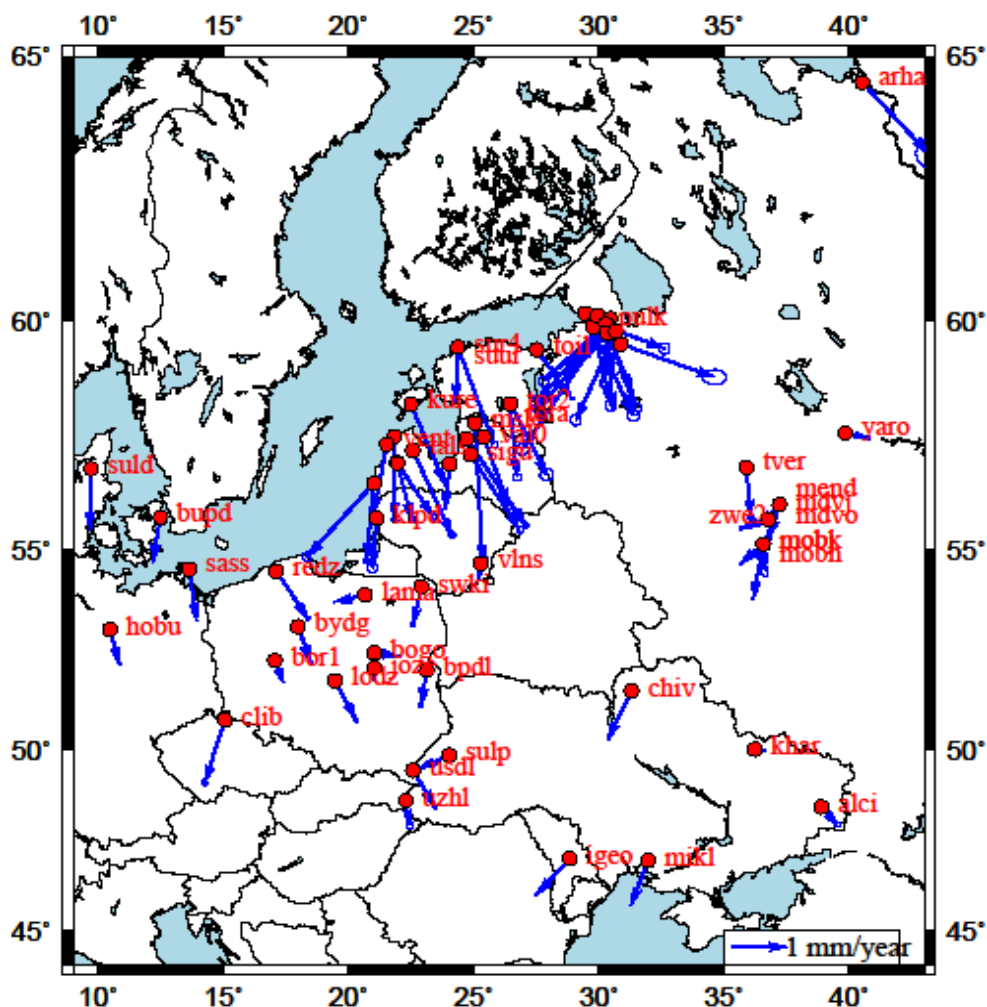 10° 15° 20° 25° 30° 35° 40°
65° 65°
arha
60° 60°
toil
kure
tor2
yaro
suld
sigu
tver
mend
bupd
klpd
mdvo
mobk
vlns
sass
redz
swkr
lama
hobu
bydg
bor1
bogo
lodz
bpdl
chiv
clib
50° 50°
khar
sulp
usdl
uzhl
alci
igeo
mikl
55° 55°
45° 45°
1 mm/year
10° 15° 20° 25° 30° 35° 40°